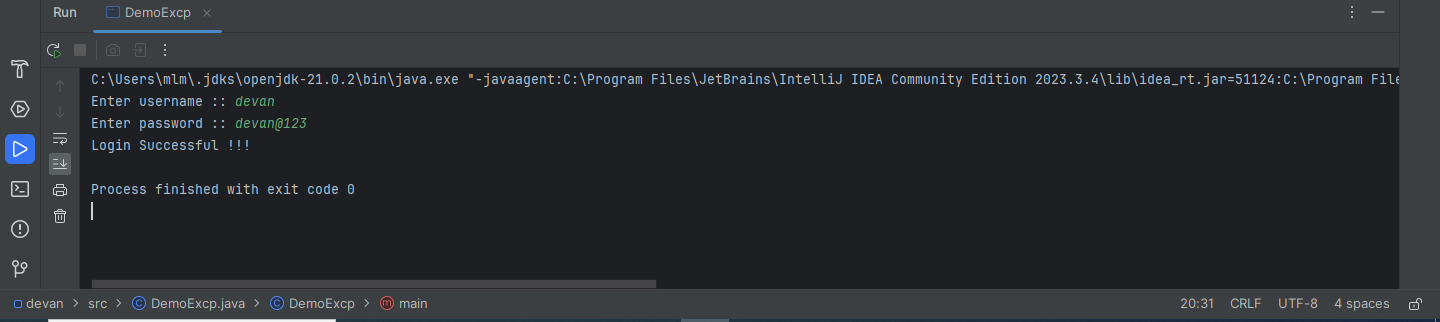 Run DemoExcp
C:\Users\mlm\.jdks\openjdk-21.0.2\bin\java.exe "-javaagent:C:\Program Files\JetBrains\IntelliJ IDEA Community Edition 2023.3.4\lib\idea_rt.jar=51124:C:\Program File
Enter username :: devan
Enter password :: devan@123
Login Successful !!!
Process finished with exit code 0
devan > src > DemoExcp.java > DemoExcp > main 20:31 CRLF UTF-8 4 spaces